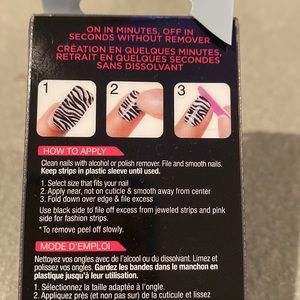 ON IN MINUTES, OFF IN
SECONDS WITHOUT REMOVER
CRÉATION EN QUELQUES MINUTES,
RETRAIT EN QUELQUES SECONDES
SANS DISSOLVANT
1 2 3
HOW TO APPLY
Clean nails with alcohol or polish remover. File and smooth nails.
Keep strips in plastic sleeve until used.
1. Select size that fits your nail
2. Apply near, not on cuticle & smooth away from center
3. Fold down over edge & file excess
Use black side to file off excess from jeweled strips and pink
side for fashion strips.
*To remove peel off slowly.
MODE D'EMPLOI
Nettoyez vos ongles avec de l'alcool ou du dissolvant. Limez et
polissez vos ongles. Gardez les bandes dans le manchon en
plastique jusqu'à leur utilisation.
1. Sélectionnez la taille adaptée à l'ongle.
2. Appliquez près (et non pas sur) de la cuticule et lissez